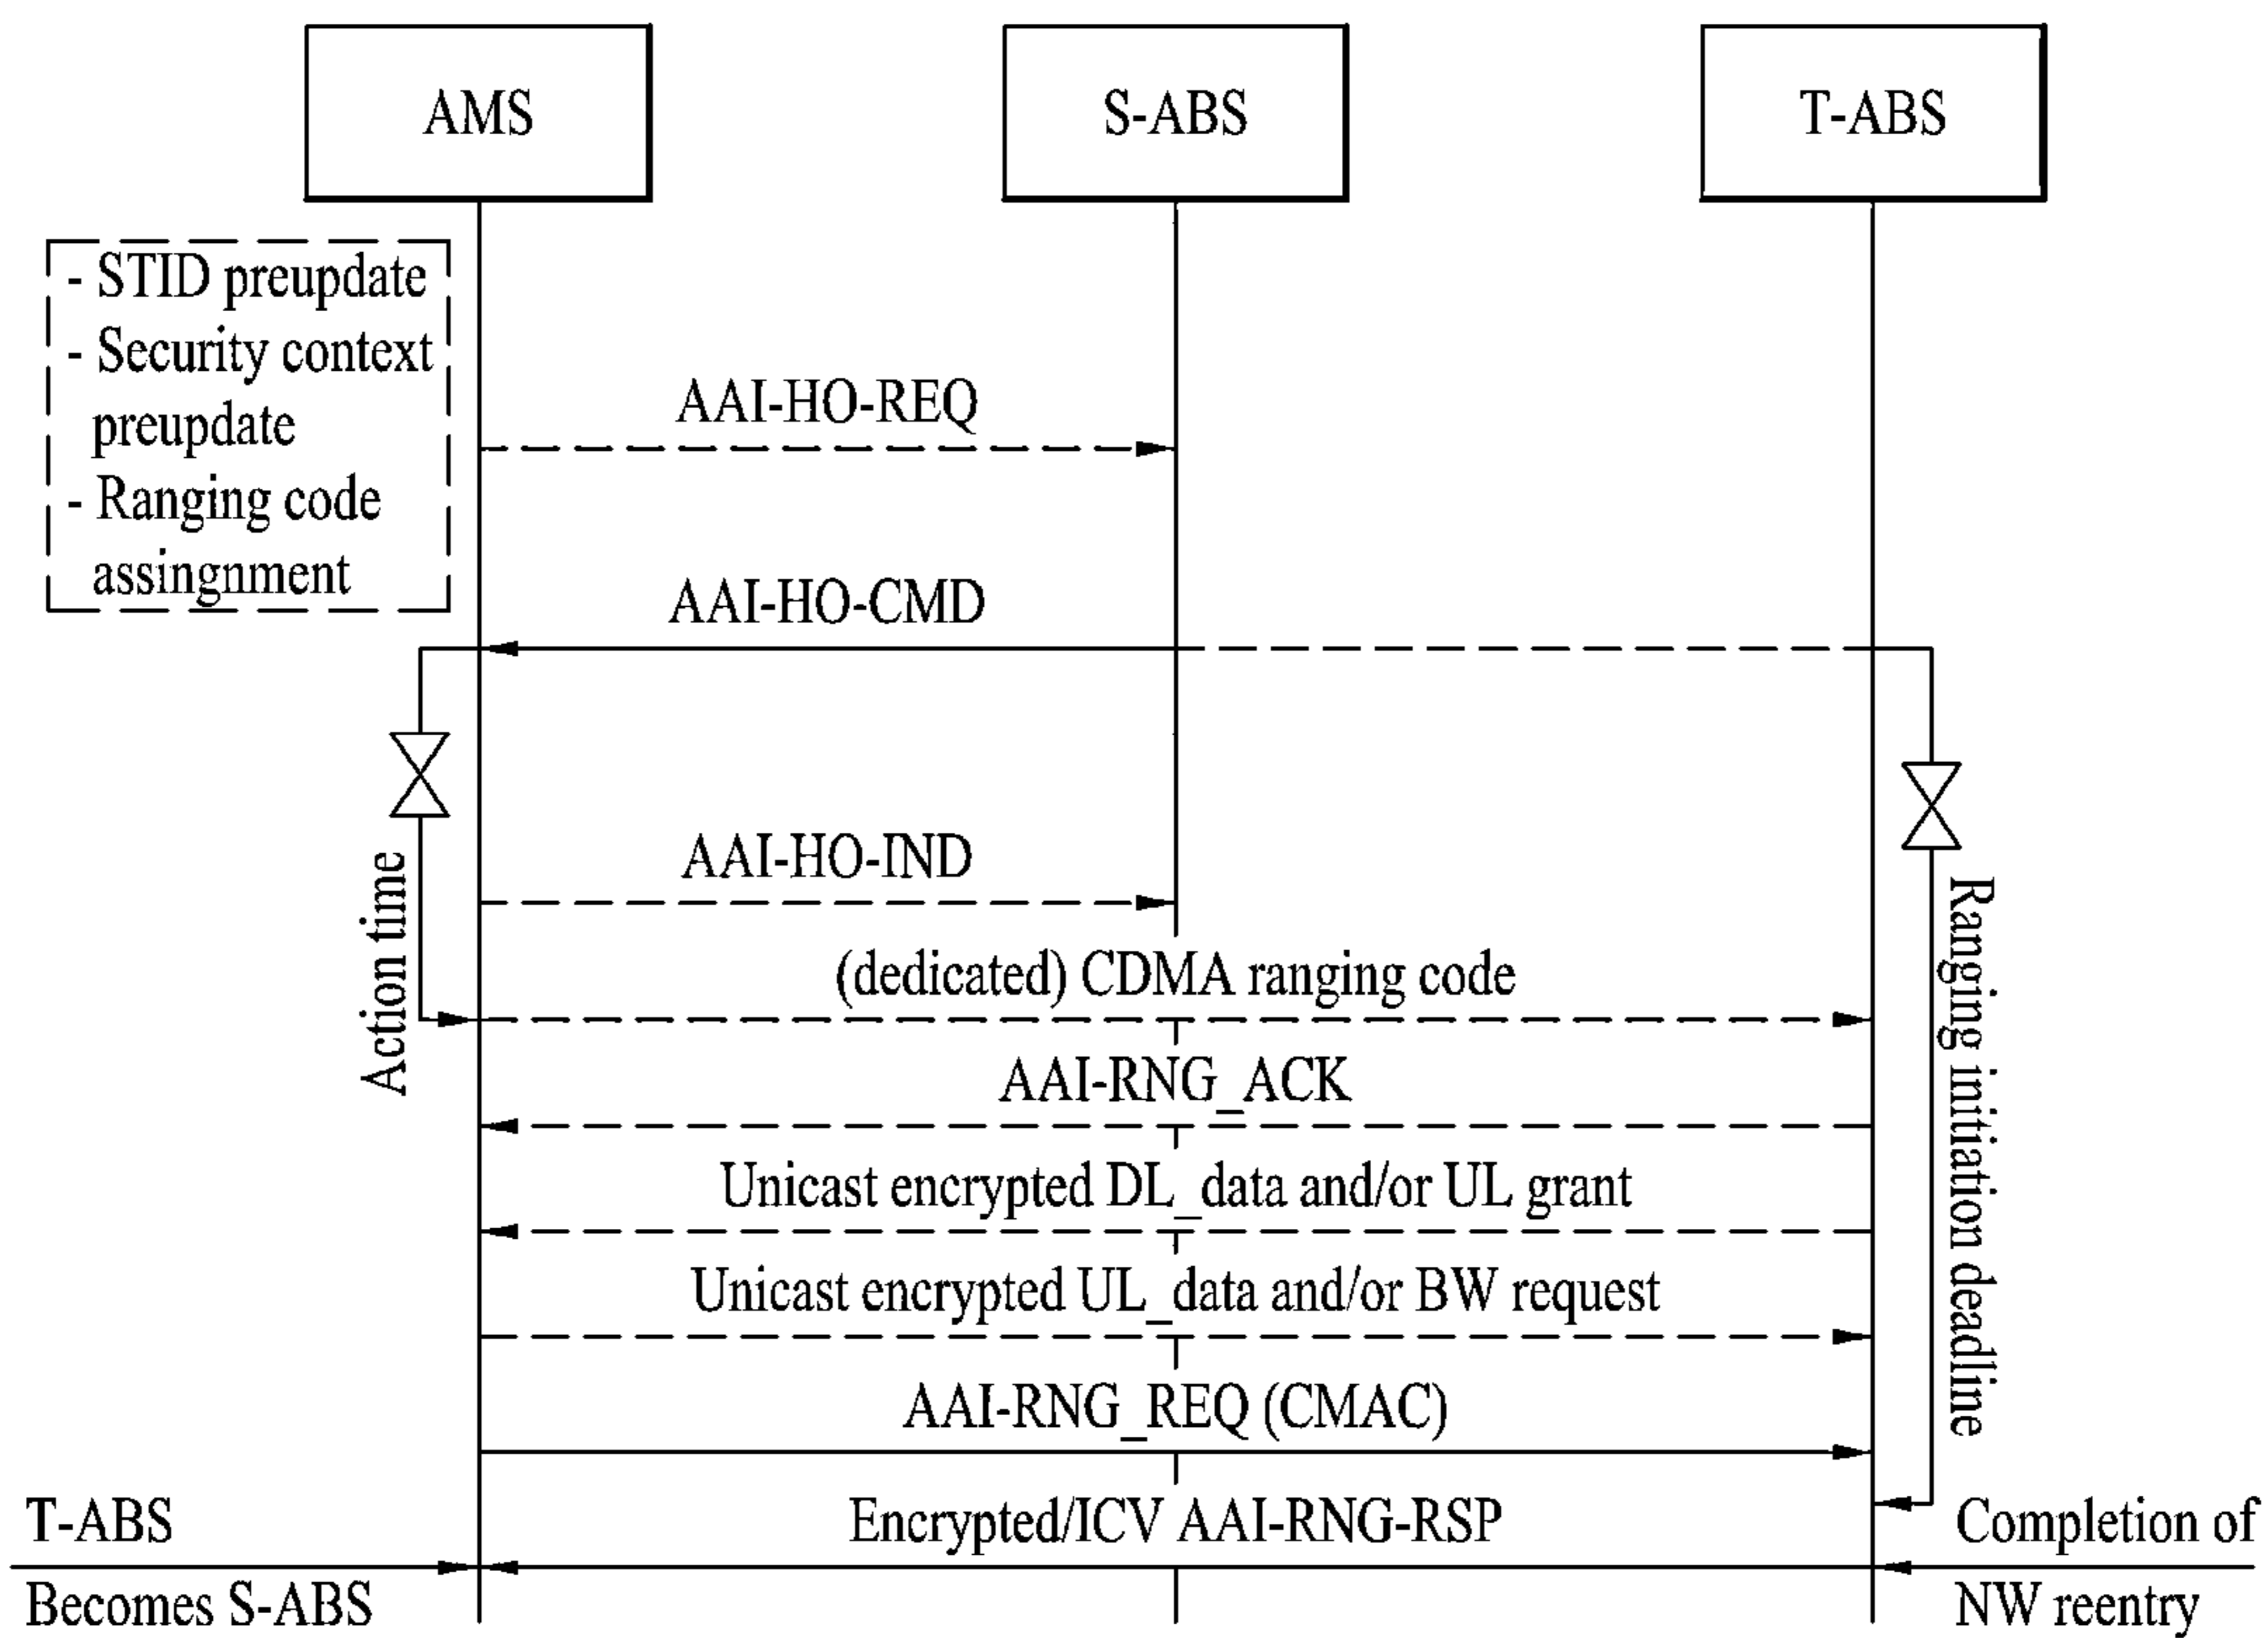 AMS
S-ABS
T-ABS
- STID preupdate
- Security context
preupdate
- Ranging code
assingnment
AAI-HO-REQ
AAI-HO-CMD
AAI-HO-IND
Action time
Ranging initiation deadline
(dedicated) CDMA ranging code
AAI-RNG_ACK
Unicast encrypted DL_data and/or UL grant
Unicast encrypted UL_data and/or BW request
AAI-RNG_REQ (CMAC)
Encrypted/ICV AAI-RNG-RSP
T-ABS
Becomes S-ABS
Completion of
NW reentry